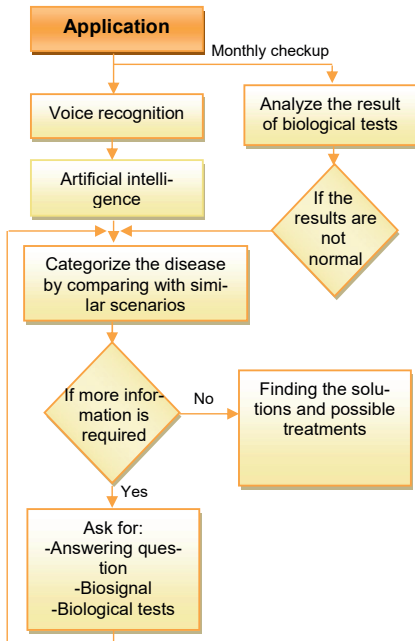 Application
Monthly checkup
Voice recognition
Analyze the result
of biological tests
Artificial intelli-
gence
If the
results are
not
normal
Categorize the disease
by comparing with simi-
lar scenarios
If more infor-
mation is
required
No
Finding the solu-
tions and possible
treatments
Yes
Ask for:
-Answering ques-
tion
-Biosignal
-Biological tests